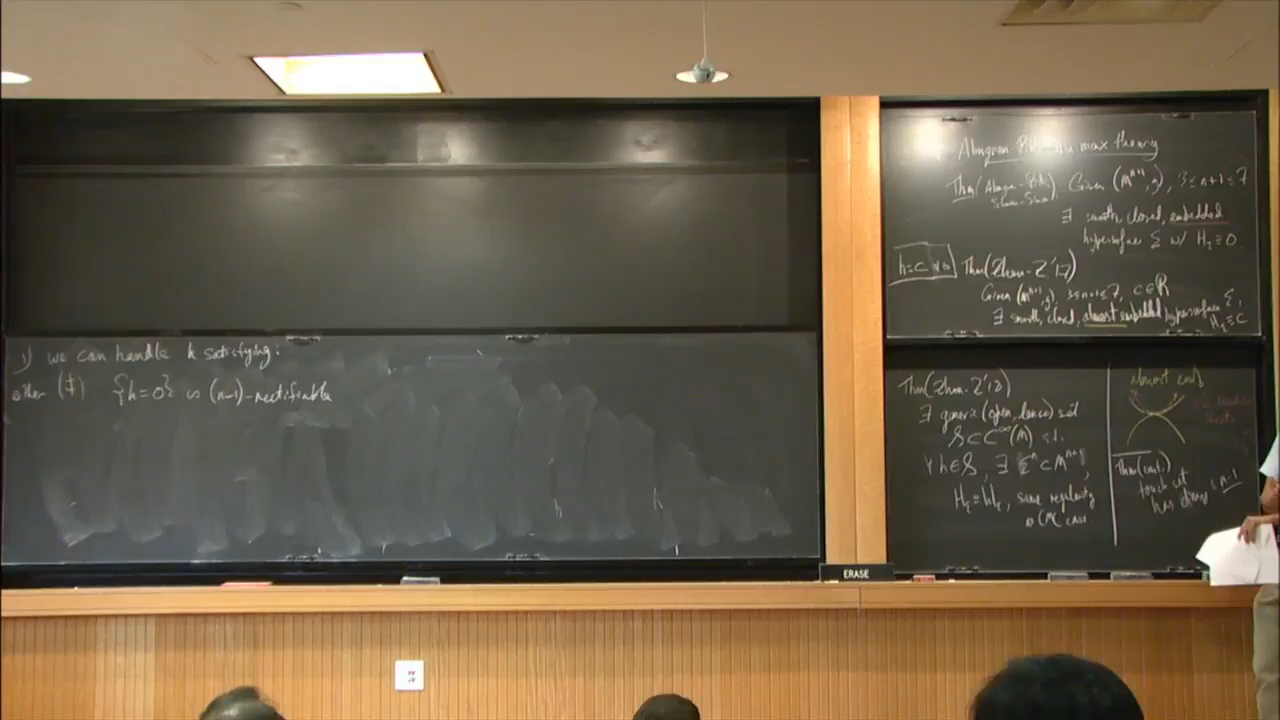 1) we can handle h satisfying:
either (‡) {h=0} is (n-1)-rectifiable
Almgren-Pitts min-max theory
Thm (Almgren-Pitts, Schoen-Simon) Given (M^{n+1}, g), 3≤n+1≤7
∃ smooth, closed, embedded
hypersurface Σ w/ H_Σ≡0
h=c Thm (Zhou-Z '17)
Given (M^{n+1}, g), 3≤n+1≤7, c∈ℝ
∃ smooth, closed, almost embedded hypersurface Σ,
H_Σ≡c
Thm (Zhou-Z '18)
∃ generic (open, dense) set
S⊂C^∞(M) s.t.
∀h∈S, ∃ Σ^n⊂M^{n+1},
H_Σ=h|_Σ, same regularity
as CMC case
almost emb
Thm (cont.)
touch set
has dim ≤ n-1
ERASE